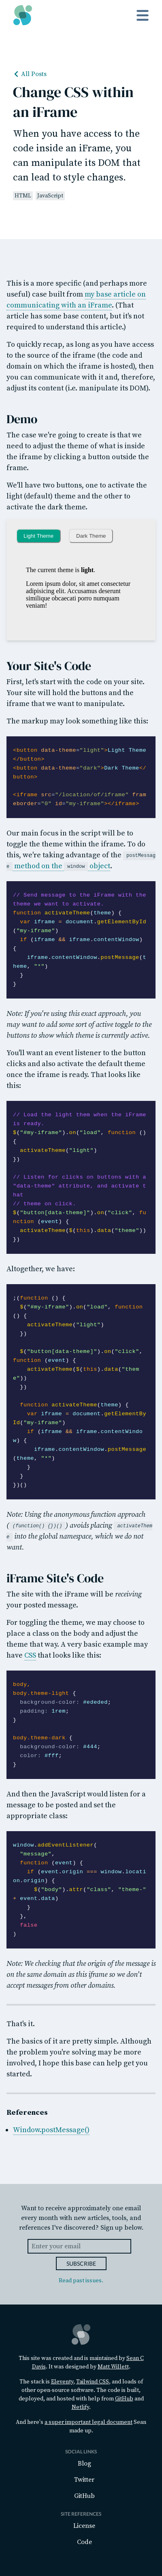 All Posts
Change CSS within
an iFrame
When you have access to the
code inside an iFrame, you
can manipulate its DOM that
can lead to style changes.
HTML JavaScript
This is a more specific (and perhaps more
useful) case built from my base article on
communicating with an iFrame. (That
article has some base content, but it's not
required to understand this article.)
To quickly recap, as long as you have access
to the source of the iframe (the code and
domain on which the iframe is loaded), then
you can communicate with it and, therefore,
adjust its content (i.e. manipulate its DOM).
Demo
The case we're going to create is that we
need to adjust the theme of what is inside
of the iframe by clicking a button outside the
frame.
We'll have two buttons, one to activate the
light (default) theme and the other to
activate the dark theme.
Light Theme Dark Theme
The current theme is light.
Lorem ipsum dolor, sit amet consectetur
adipisicing elit. Accusamus deserunt
similique obcaecati porro numquam
veniam!
Your Site's Code
First, let's start with the code on your site.
Your site will hold the buttons and the
iframe that we want to manipulate.
The markup may look something like this:
<button data-theme="light">Light Theme
</button>
<button data-theme="dark">Dark Theme</
button>
<iframe src="/location/of/iframe" fram
eborder="0" id="my-iframe"></iframe>
Our main focus in the script will be to
toggle the theme within the iframe. To do
this, we're taking advantage of the postMessag
e method on the window object.
// Send message to the iframe with the
theme we want to activate.
function activateTheme(theme) {
var iframe = document.getElementById
("my-iframe")
if (iframe && iframe.contentWindow)
{
iframe.contentWindow.postMessage(t
heme, "*")
}
}
Note: If you're using this exact approach, you
may want to add some sort of active toggle to the
buttons to show which theme is currently active.
You'll want an event listener to the button
clicks and also activate the default theme
once the iframe is ready. That looks like
this:
// Load the light them when the iframe
is ready.
$("#my-iframe").on("load", function ()
{
activateTheme("light")
})
// Listen for clicks on buttons with a
"data-theme" attribute, and activate t
hat
// theme on click.
$("button[data-theme]").on("click", fu
nction (event) {
activateTheme($(this).data("theme"))
})
Altogether, we have:
;(function () {
$("#my-iframe").on("load", function
() {
activateTheme("light")
})
$("button[data-theme]").on("click",
function (event) {
activateTheme($(this).data("them
e"))
})
function activateTheme(theme) {
var iframe = document.getElementBy
Id("my-iframe")
if (iframe && iframe.contentWindo
w) {
iframe.contentWindow.postMessage
(theme, "*")
}
}
})()
Note: Using the anonymous function approach
( (function() {})() ) avoids placing activateThem
e into the want namespace, which we do not
want.
iFrame Site's Code
The site with the iFrame will be receiving
your posted message.
For toggling the theme, we may choose to
place a class on the body and adjust the
theme that way. A very basic example may
have CSS that looks like this:
body,
body.theme-light {
background-color: #ededed;
padding: 1rem;
}
body.theme-dark {
background-color: #444;
color: #fff;
}
And then the JavaScript would listen for a
message to be posted and set the
appropriate class:
window.addEventListener(
"message",
function (event) {
if (event.origin === window.locati
on.origin) {
$("body").attr("class", "theme-"
+ event.data)
}
},
false
)
Note: We checking that the origin of the message is
on the same domain as this iframe so we don't
accept messages from other domains.
That's it.
The basics of it are pretty simple. Although
the problem you're solving may be more
involved, I hope this base can help get you
started.
References
Window.postMessage()
Want to receive approximately one email
every month with new articles, tools, and
references I've discovered? Sign up below.
Enter your email
SUBSCRIBE
Read past issues.
This site was created and is maintained by Sean C
Davis. It was designed by Matt Willett.
The stack is Eleventy, Tailwind CSS, and loads of
other open-source software. The code is built,
deployed, and hosted with help from GitHub and
Netlify.
And here's a super important legal document Sean
made up.
SOCIAL LINKS
Blog
Twitter
GitHub
SITE REFERENCES
License
Code